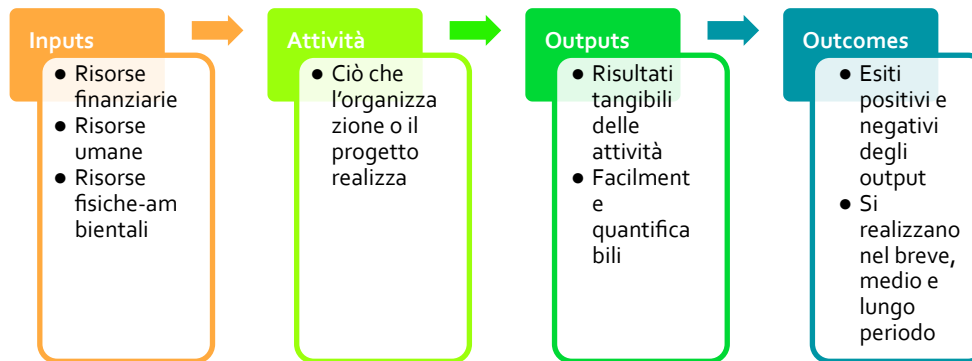 Inputs
● Risorse
finanziarie
● Risorse
umane
● Risorse
fisiche-am
bientali
Attività
● Ciò che
l'organizza
zione o il
progetto
realizza
Outputs
● Risultati
tangibili
delle
attività
● Facilment
e
quantifica
bili
Outcomes
● Esiti
positivi e
negativi
degli
output
● Si
realizzano
nel breve,
medio e
lungo
periodo